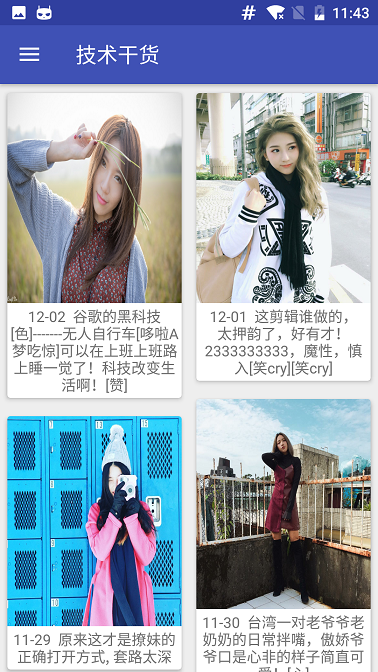 11:43
技术干货
12-02 谷歌的黑科技
[色]-------无人自行车[哆啦A
梦吃惊]可以在上班上班路
上睡一觉了！科技改变生
活啊！[赞]
12-01 这剪辑谁做的，
太押韵了，好有才！
2333333333，魔性，慎
入[笑cry][笑cry]
11-29 原来这才是撩妹的
正确打开方式, 套路太深
11-30 台湾一对老爷爷老
奶奶的日常拌嘴，傲娇爷
爷口是心非的样子简直可